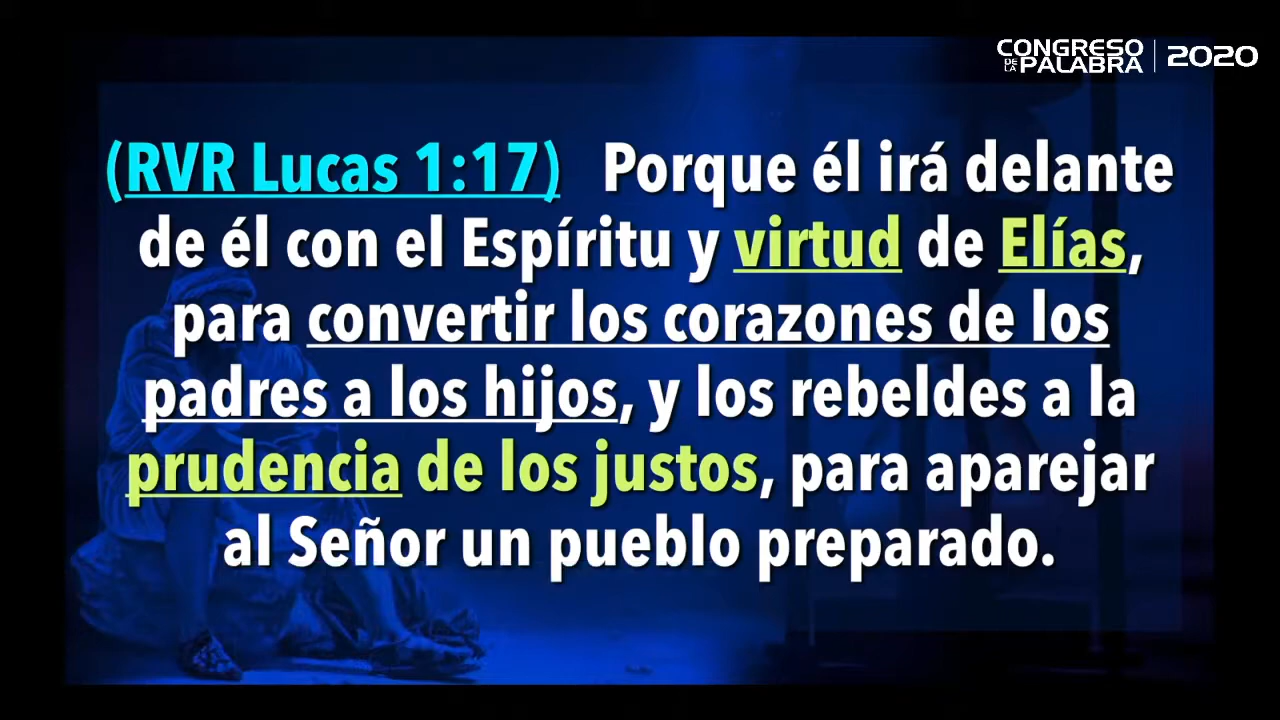 CONGRESO DE LA PALABRA | 2020
(RVR Lucas 1:17) Porque él irá delante
de él con el Espíritu y virtud de Elías,
para convertir los corazones de los
padres a los hijos, y los rebeldes a la
prudencia de los justos, para aparejar
al Señor un pueblo preparado.